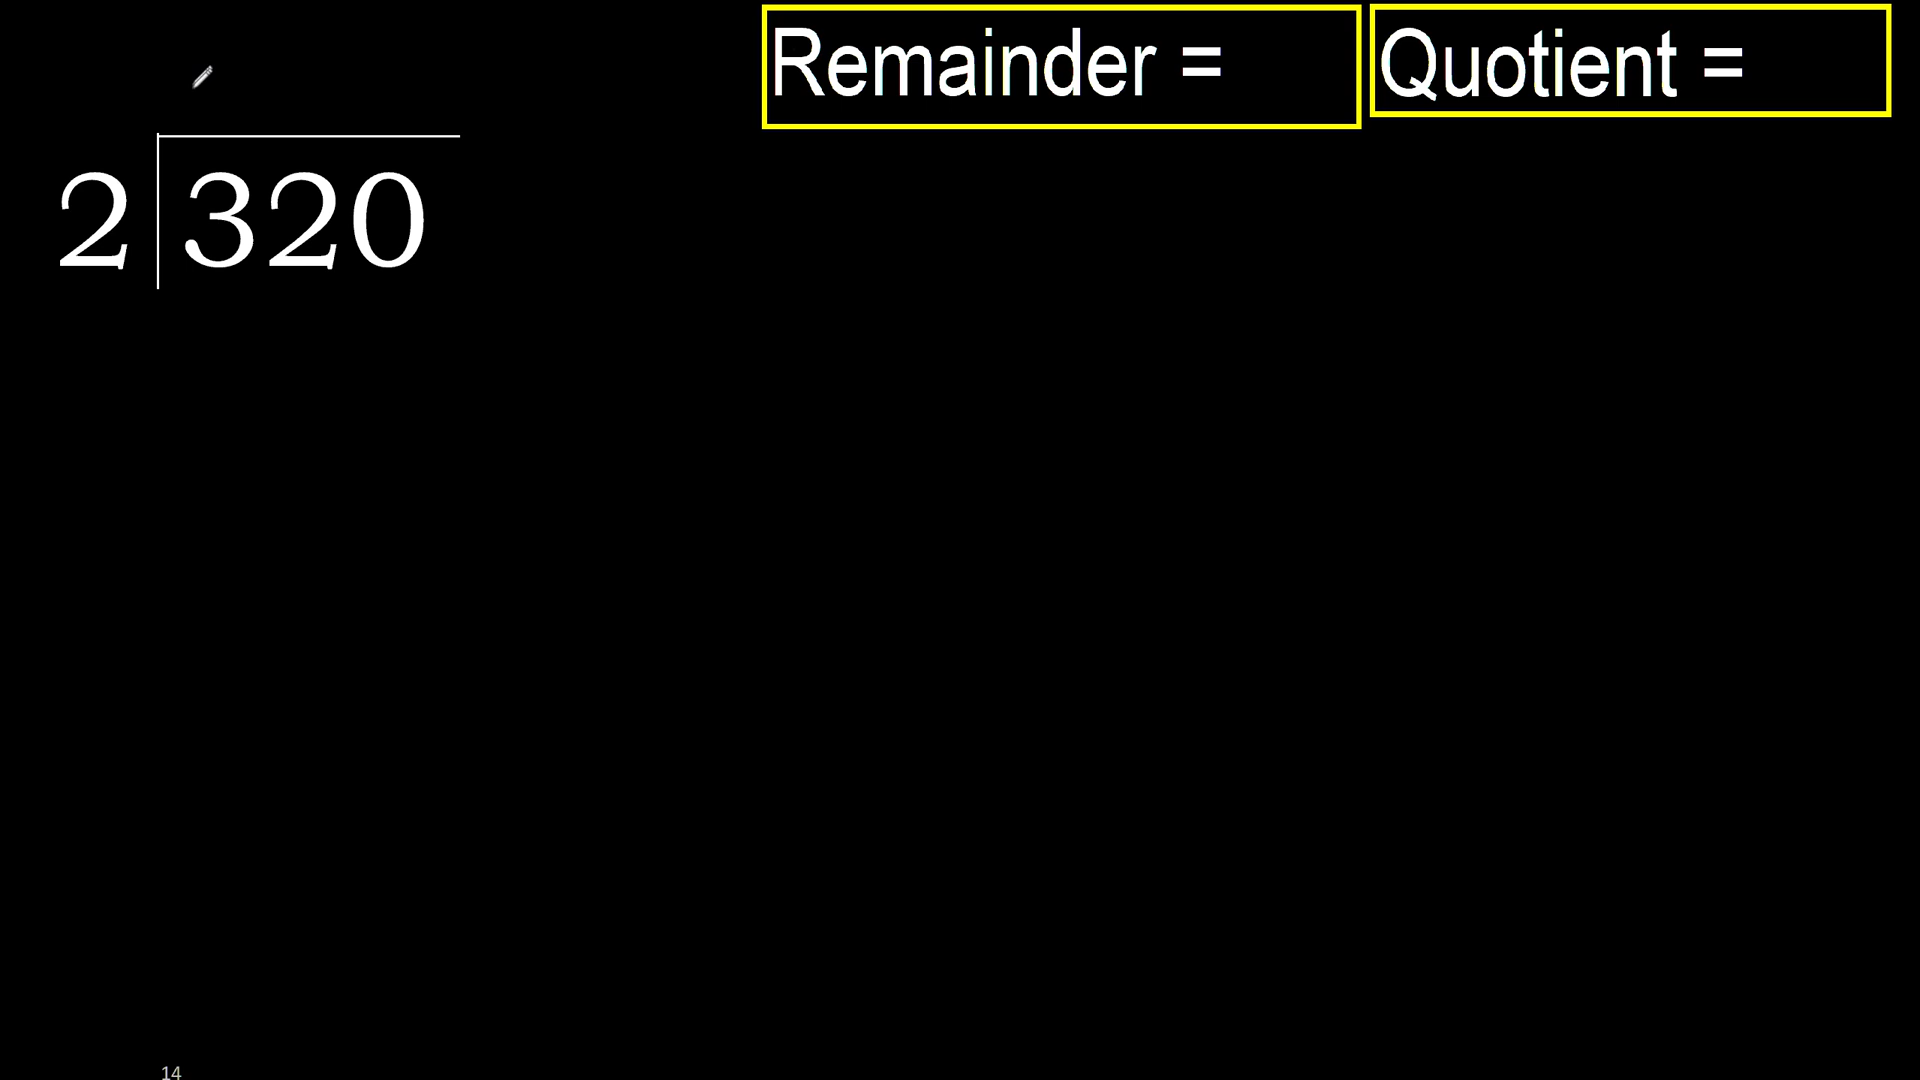 Remainder =
Quotient =
2 320
14